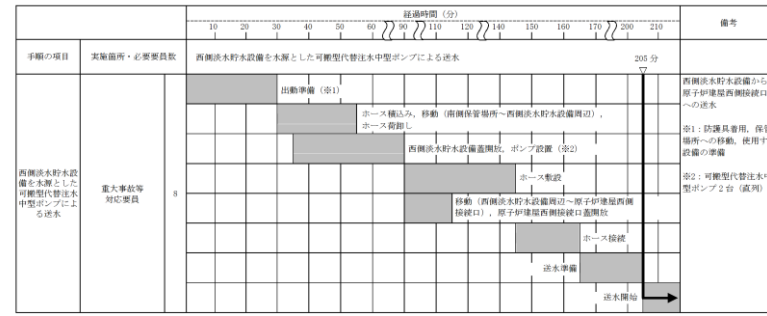 経過時間（分）
備考
10 20 30 40 50 60 90 100 110 120 130 140 150 160 170 200 210
手順の項目
実施箇所・必要要員数
西側淡水貯水設備を水源とした可搬型代替注水中型ポンプによる送水
205 分
▽
西側淡水貯水設
備を水源とした
可搬型代替注水
中型ポンプによ
る送水
重大事故等
対応要員
8
出動準備（※1）
ホース積込み，移動（南側保管場所～西側淡水貯水設備周辺），
ホース荷卸し
西側淡水貯水設備蓋開放，ポンプ設置（※2）
ホース敷設
移動（西側淡水貯水設備周辺～原子炉建屋西側
接続口），原子炉建屋西側接続口蓋開放
ホース接続
送水準備
送水開始
西側淡水貯水設備から
原子炉建屋西側接続口
への送水
※1：防護具着用，保
場所への移動，使用す
設備の準備
※2：可搬型代替注水
型ポンプ2台（直列）